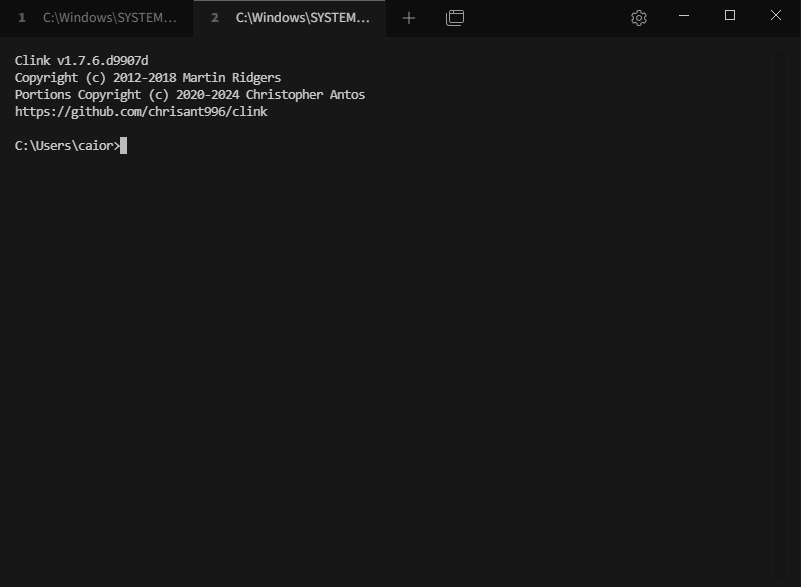 1 C:\Windows\SYSTEM... 2 C:\Windows\SYSTEM...
Clink v1.7.6.d9907d
Copyright (c) 2012-2018 Martin Ridgers
Portions Copyright (c) 2020-2024 Christopher Antos
https://github.com/chrisant996/clink
C:\Users\caior>